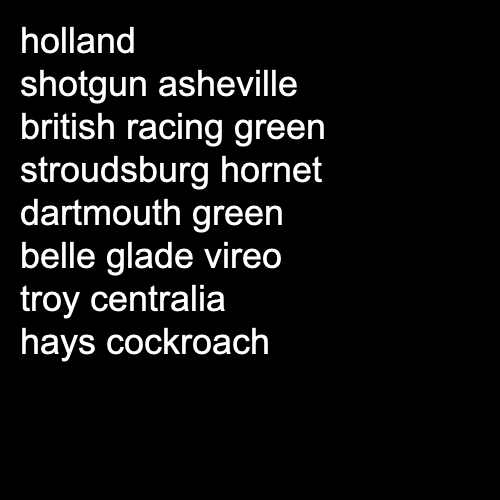 holland
shotgun asheville
british racing green
stroudsburg hornet
dartmouth green
belle glade vireo
troy centralia
hays cockroach